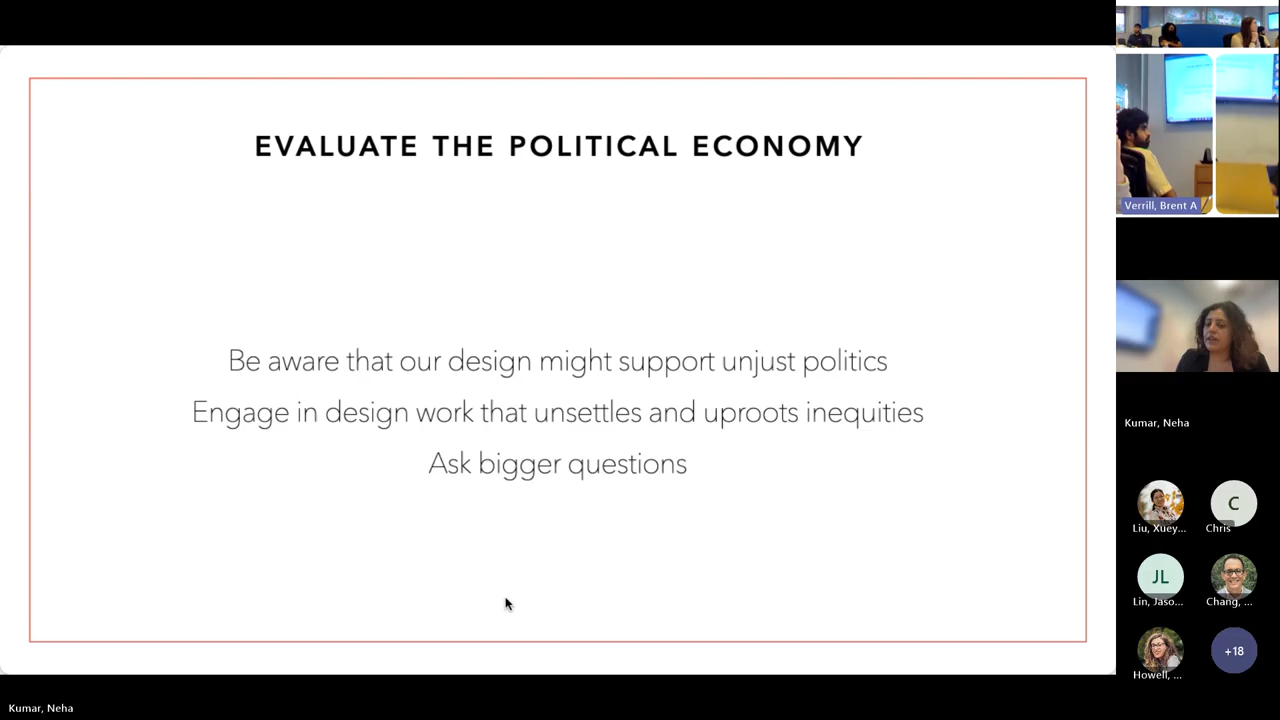 EVALUATE THE POLITICAL ECONOMY
Be aware that our design might support unjust politics
Engage in design work that unsettles and uproots inequities
Ask bigger questions
Verrill, Brent A
Kumar, Neha
C
Liu, Xuey...
Chris
JL
Lin, Jaso...
Chang, ...
+18
Howell, ...
Kumar, Neha